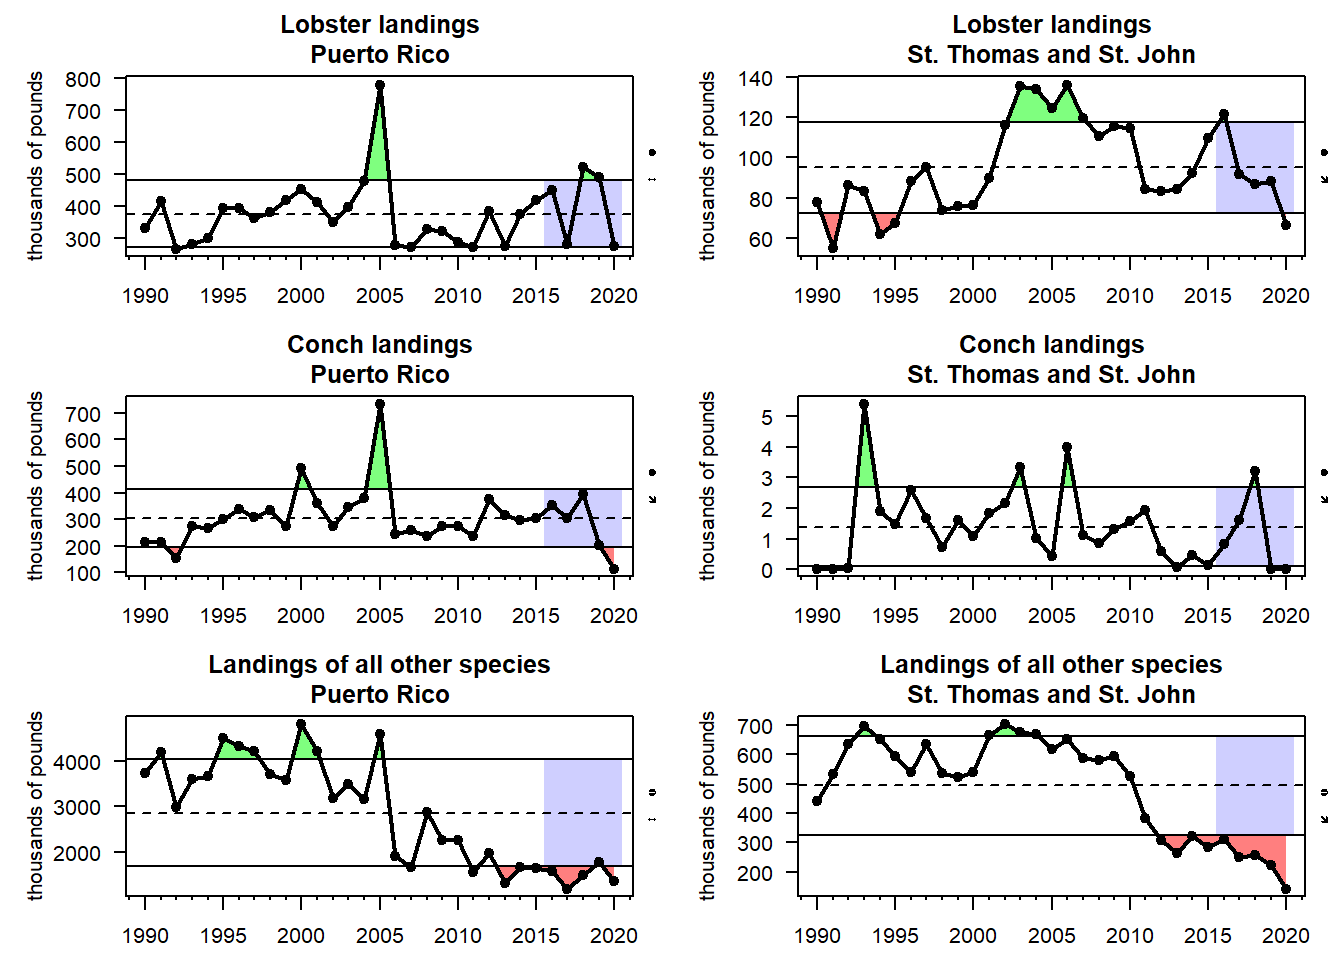 Lobster landings
Puerto Rico
thousands of pounds
800
700
600
500
400
300
1990 1995 2000 2005 2010 2015 2020
Lobster landings
St. Thomas and St. John
thousands of pounds
140
120
100
80
60
1990 1995 2000 2005 2010 2015 2020
Conch landings
Puerto Rico
thousands of pounds
700
600
500
400
300
200
100
1990 1995 2000 2005 2010 2015 2020
Conch landings
St. Thomas and St. John
thousands of pounds
5
4
3
2
1
0
1990 1995 2000 2005 2010 2015 2020
Landings of all other species
Puerto Rico
thousands of pounds
4000
3000
2000
1990 1995 2000 2005 2010 2015 2020
Landings of all other species
St. Thomas and St. John
thousands of pounds
700
600
500
400
300
200
1990 1995 2000 2005 2010 2015 2020